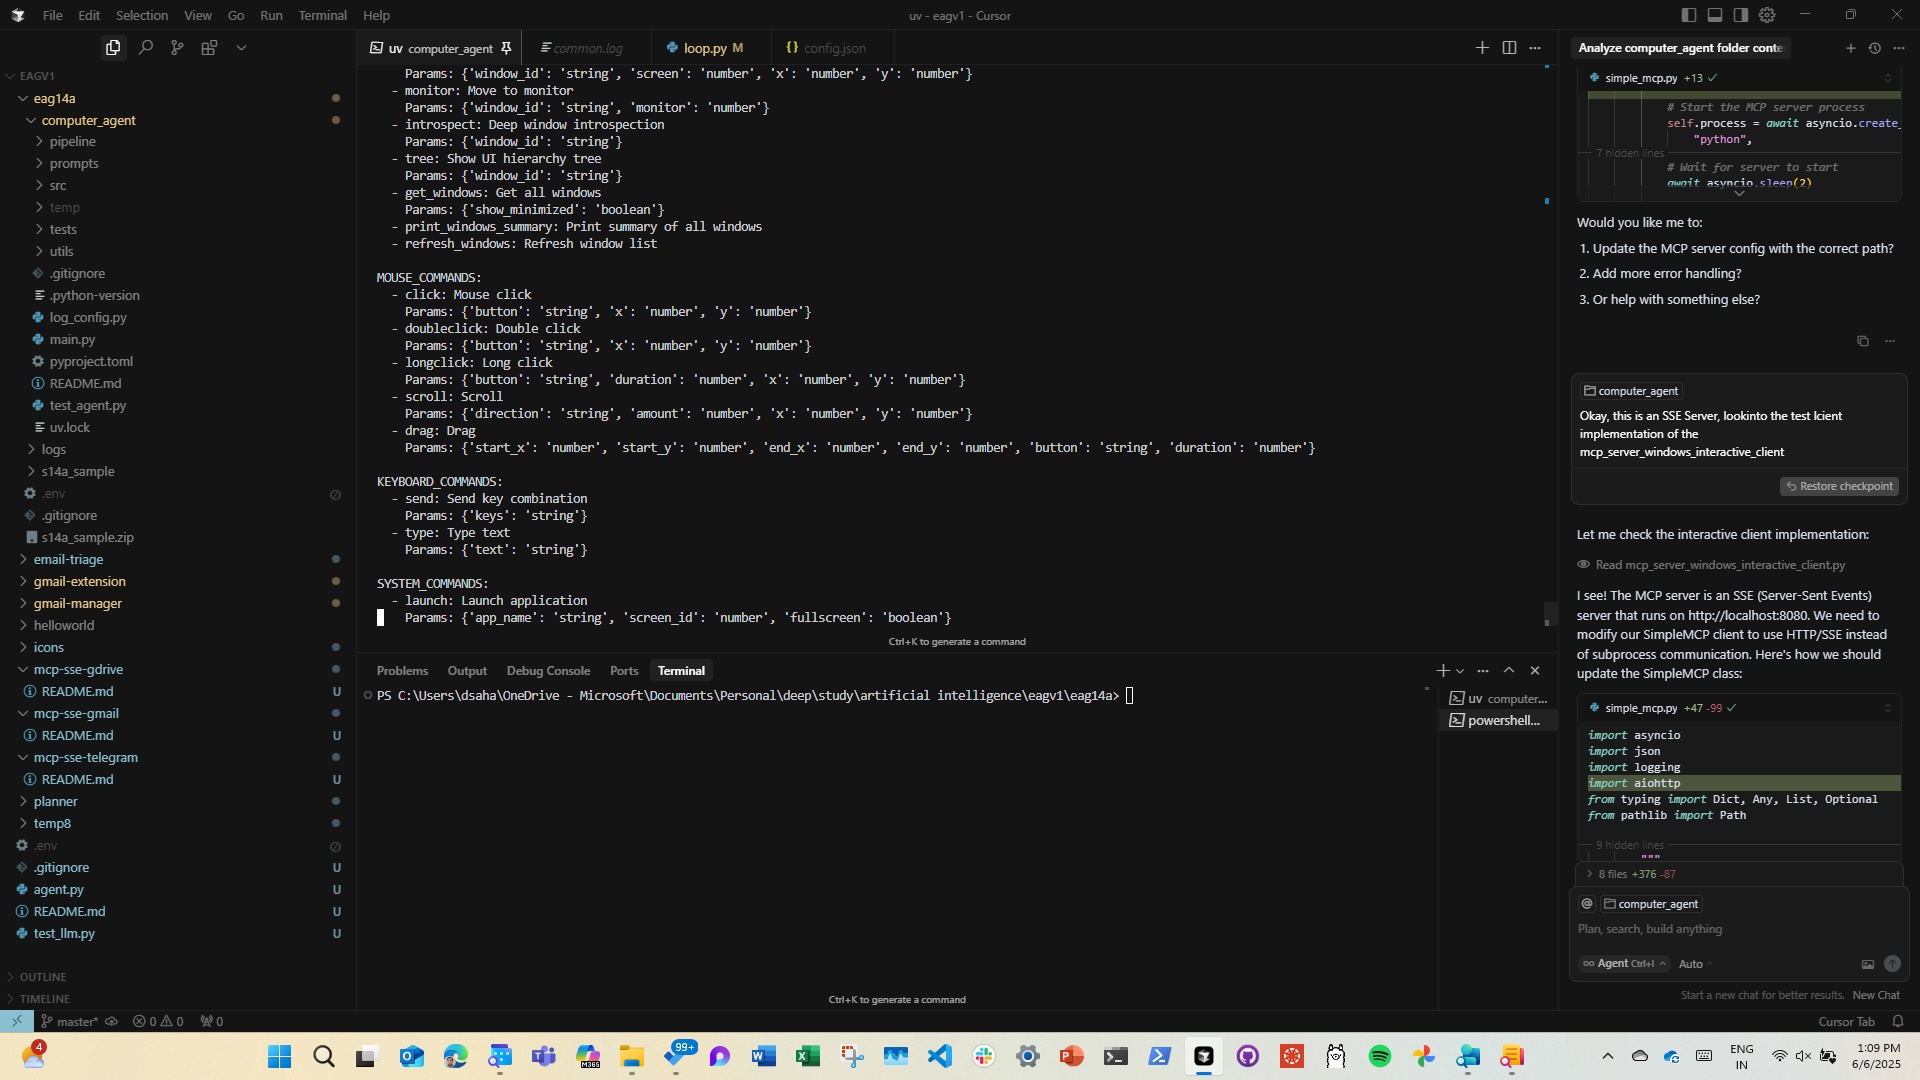 File Edit Selection View Go Run Terminal Help
uv - eagv1 - Cursor
EAGV1
eag14a
computer_agent
pipeline
prompts
src
temp
tests
utils
.gitignore
.python-version
log_config.py
main.py
pyproject.toml
README.md
test_agent.py
uv.lock
logs
s14a_sample
.env
.gitignore
s14a_sample.zip
email-triage
gmail-extension
gmail-manager
helloworld
icons
mcp-sse-gdrive
README.md U
mcp-sse-gmail
README.md U
mcp-sse-telegram
README.md U
planner
temp8
.env
.gitignore U
agent.py U
README.md U
test_llm.py U
OUTLINE
TIMELINE
uv computer_agent
common.log
loop.py M
config.json
Params: {'window_id': 'string', 'screen': 'number', 'x': 'number', 'y': 'number'}
- monitor: Move to monitor
Params: {'window_id': 'string', 'monitor': 'number'}
- introspect: Deep window introspection
Params: {'window_id': 'string'}
- tree: Show UI hierarchy tree
Params: {'window_id': 'string'}
- get_windows: Get all windows
Params: {'show_minimized': 'boolean'}
- print_windows_summary: Print summary of all windows
- refresh_windows: Refresh window list
MOUSE_COMMANDS:
- click: Mouse click
Params: {'button': 'string', 'x': 'number', 'y': 'number'}
- doubleclick: Double click
Params: {'button': 'string', 'x': 'number', 'y': 'number'}
- longclick: Long click
Params: {'button': 'string', 'duration': 'number', 'x': 'number', 'y': 'number'}
- scroll: Scroll
Params: {'direction': 'string', 'amount': 'number', 'x': 'number', 'y': 'number'}
- drag: Drag
Params: {'start_x': 'number', 'start_y': 'number', 'end_x': 'number', 'end_y': 'number', 'button': 'string', 'duration': 'number'}
KEYBOARD_COMMANDS:
- send: Send key combination
Params: {'keys': 'string'}
- type: Type text
Params: {'text': 'string'}
SYSTEM_COMMANDS:
- launch: Launch application
Params: {'app_name': 'string', 'screen_id': 'number', 'fullscreen': 'boolean'}
Ctrl+K to generate a command
Problems Output Debug Console Ports Terminal
PS C:\Users\dsaha\OneDrive - Microsoft\Documents\Personal\deep\study\artificial intelligence\eagv1\eag14a>
uv computer...
powershell...
Ctrl+K to generate a command
Analyze computer_agent folder conte
simple_mcp.py +13
# Start the MCP server process
self.process = await asyncio.create_
"python",
7 hidden lines
# Wait for server to start
await asyncio.sleep(2)
Would you like me to:
1. Update the MCP server config with the correct path?
2. Add more error handling?
3. Or help with something else?
computer_agent
Okay, this is an SSE Server, lookinto the test lcient
implementation of the
mcp_server_windows_interactive_client
Restore checkpoint
Let me check the interactive client implementation:
Read mcp_server_windows_interactive_client.py
I see! The MCP server is an SSE (Server-Sent Events)
server that runs on http://localhost:8080. We need to
modify our SimpleMCP client to use HTTP/SSE instead
of subprocess communication. Here's how we should
update the SimpleMCP class:
simple_mcp.py +47 -99
import asyncio
import json
import logging
import aiohttp
from typing import Dict, Any, List, Optional
from pathlib import Path
9 hidden lines
"""
8 files +376 -87
@ computer_agent
Plan, search, build anything
Agent Ctrl+I Auto
Start a new chat for better results. New Chat
master* 0 0 0
Cursor Tab
4
99+
M365
ENG
IN
1:09 PM
6/6/2025